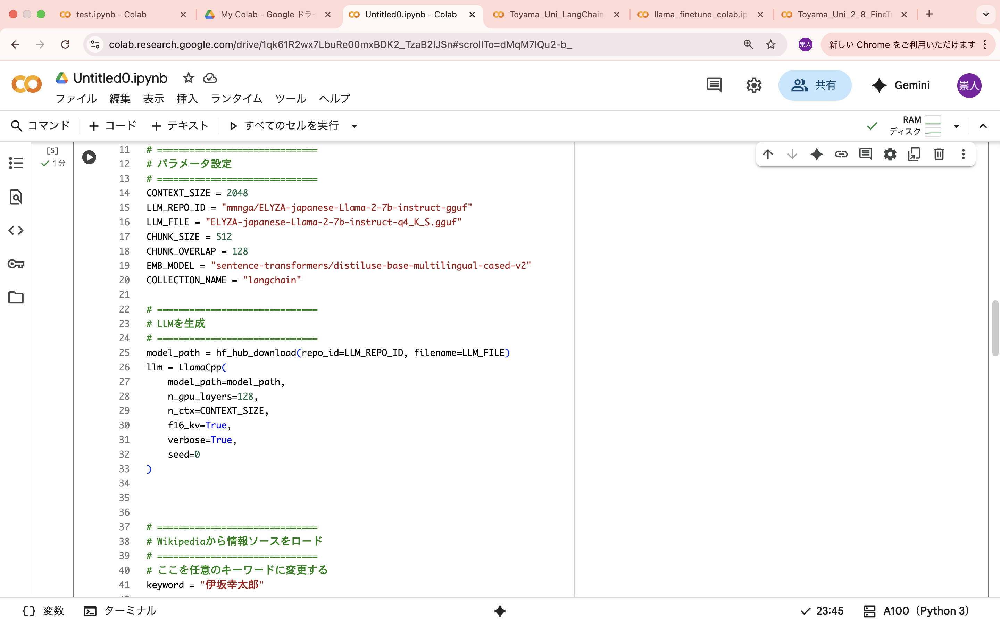 test.ipynb - Colab
My Colab - Google ドラ
Untitled0.ipynb - Colab
Toyama_Uni_LangChain
llama_finetune_colab.ip
Toyama_Uni_2_8_FineT
colab.research.google.com/drive/1qk61R2wx7LbuRe00mxBDK2_TzaB2IJSn#scrollTo=dMqM7lQu2-b_
崇人
新しい Chrome をご利用いただけます
Untitled0.ipynb
ファイル 編集 表示 挿入 ランタイム ツール ヘルプ
共有
Gemini
崇人
コマンド + コード + テキスト すべてのセルを実行
RAM
ディスク
[5]
1分
11 # ==============================
12 # パラメータ設定
13 # ==============================
14 CONTEXT_SIZE = 2048
15 LLM_REPO_ID = "mmnga/ELYZA-japanese-Llama-2-7b-instruct-gguf"
16 LLM_FILE = "ELYZA-japanese-Llama-2-7b-instruct-q4_K_S.gguf"
17 CHUNK_SIZE = 512
18 CHUNK_OVERLAP = 128
19 EMB_MODEL = "sentence-transformers/distiluse-base-multilingual-cased-v2"
20 COLLECTION_NAME = "langchain"
21
22 # ==============================
23 # LLMを生成
24 # ==============================
25 model_path = hf_hub_download(repo_id=LLM_REPO_ID, filename=LLM_FILE)
26 llm = LlamaCpp(
27 model_path=model_path,
28 n_gpu_layers=128,
29 n_ctx=CONTEXT_SIZE,
30 f16_kv=True,
31 verbose=True,
32 seed=0
33 )
34
35
36
37 # ==============================
38 # Wikipediaから情報ソースをロード
39 # ==============================
40 # ここを任意のキーワードに変更する
41 keyword = "伊坂幸太郎"
変数
ターミナル
23:45
A100（Python 3）